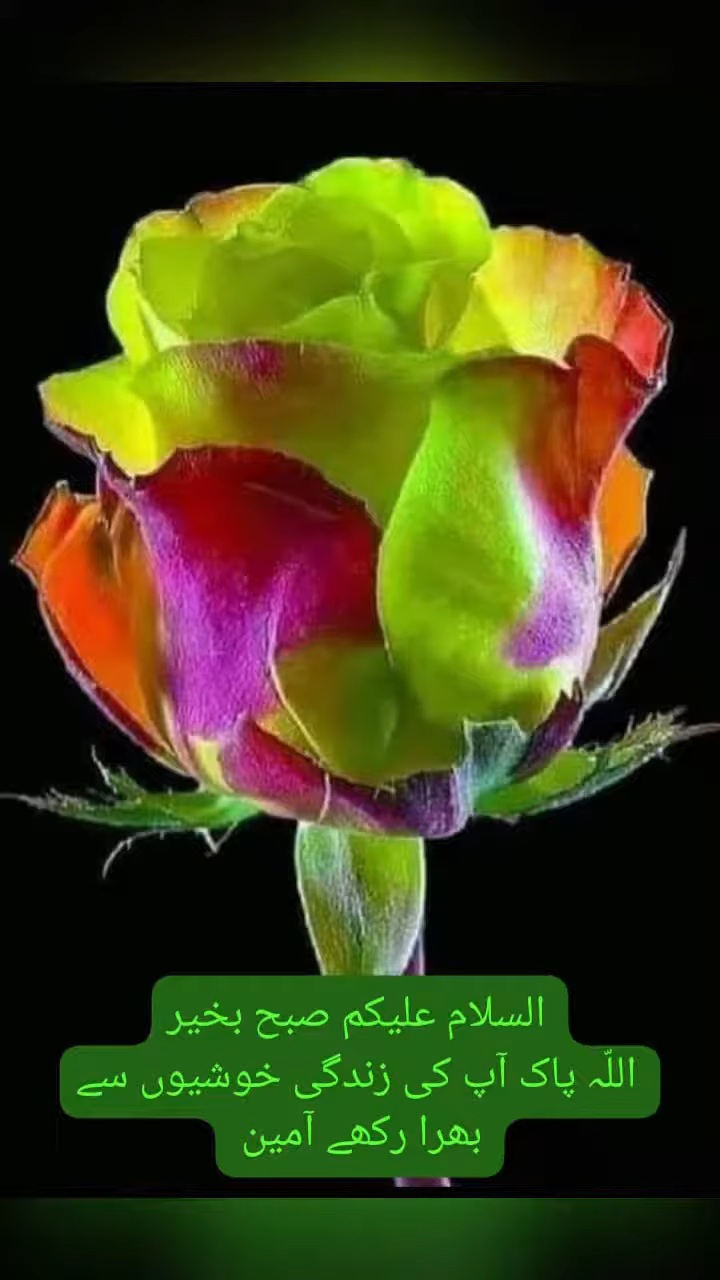 السلام علیکم صبح بخیر
اللّہ پاک آپ کی زندگی خوشیوں سے
بھرا رکھے آمین